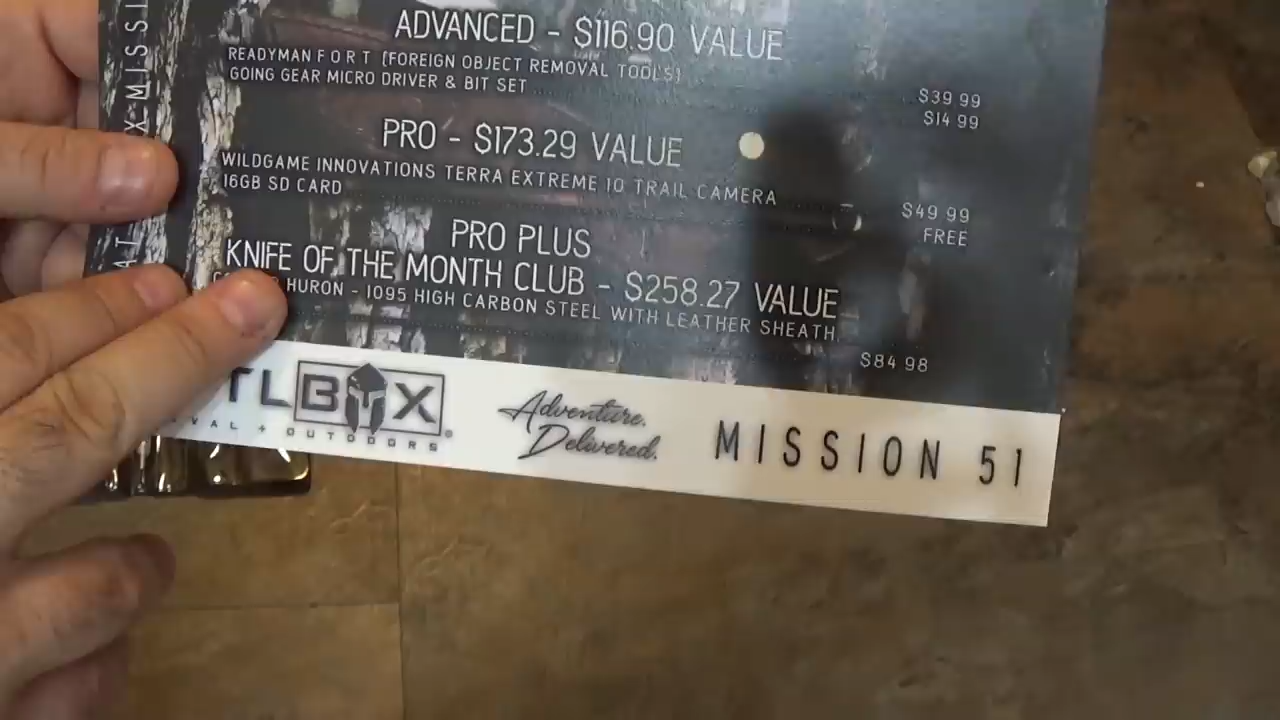 ADVANCED - $116.90 VALUE
READYMAN F O R T (FOREIGN OBJECT REMOVAL TOOLS) $39.99
GOING GEAR MICRO DRIVER & BIT SET $14.99
PRO - $173.29 VALUE
WILDGAME INNOVATIONS TERRA EXTREME 10 TRAIL CAMERA $49.99
16GB SD CARD FREE
PRO PLUS
KNIFE OF THE MONTH CLUB - $258.27 VALUE
HURON - 1095 HIGH CARBON STEEL WITH LEATHER SHEATH $84.98
TLBOX
VAL + OUTDOORS
Adventure.
Delivered.
MISSION 51